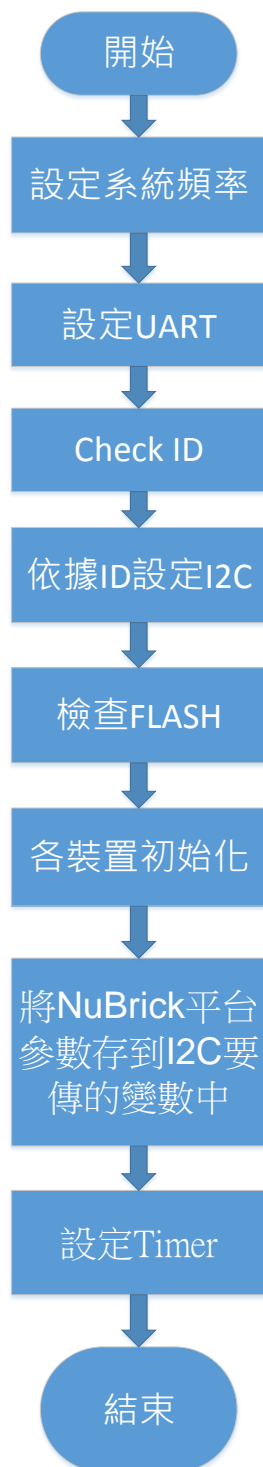 開始
設定系統頻率
設定UART
Check ID
依據ID設定I2C
檢查FLASH
各裝置初始化
將NuBrick平台
參數存到I2C要
傳的變數中
設定Timer
結束